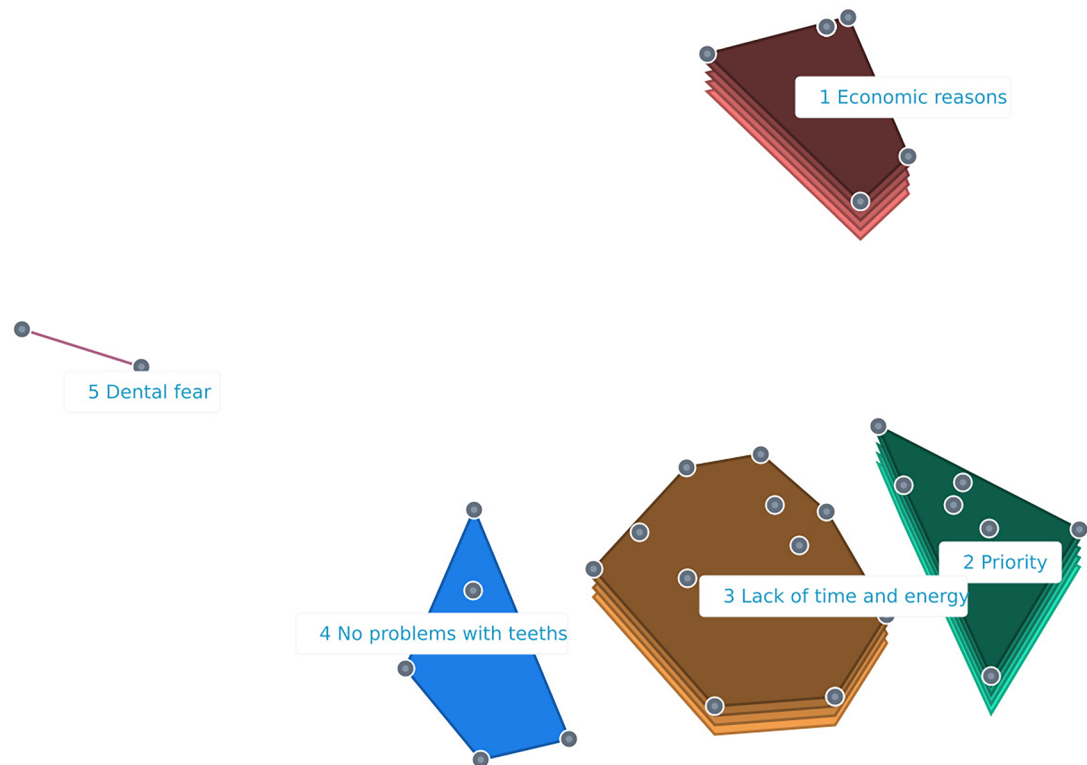 1 Economic reasons
5 Dental fear
2 Priority
3 Lack of time and energy
4 No problems with teeths